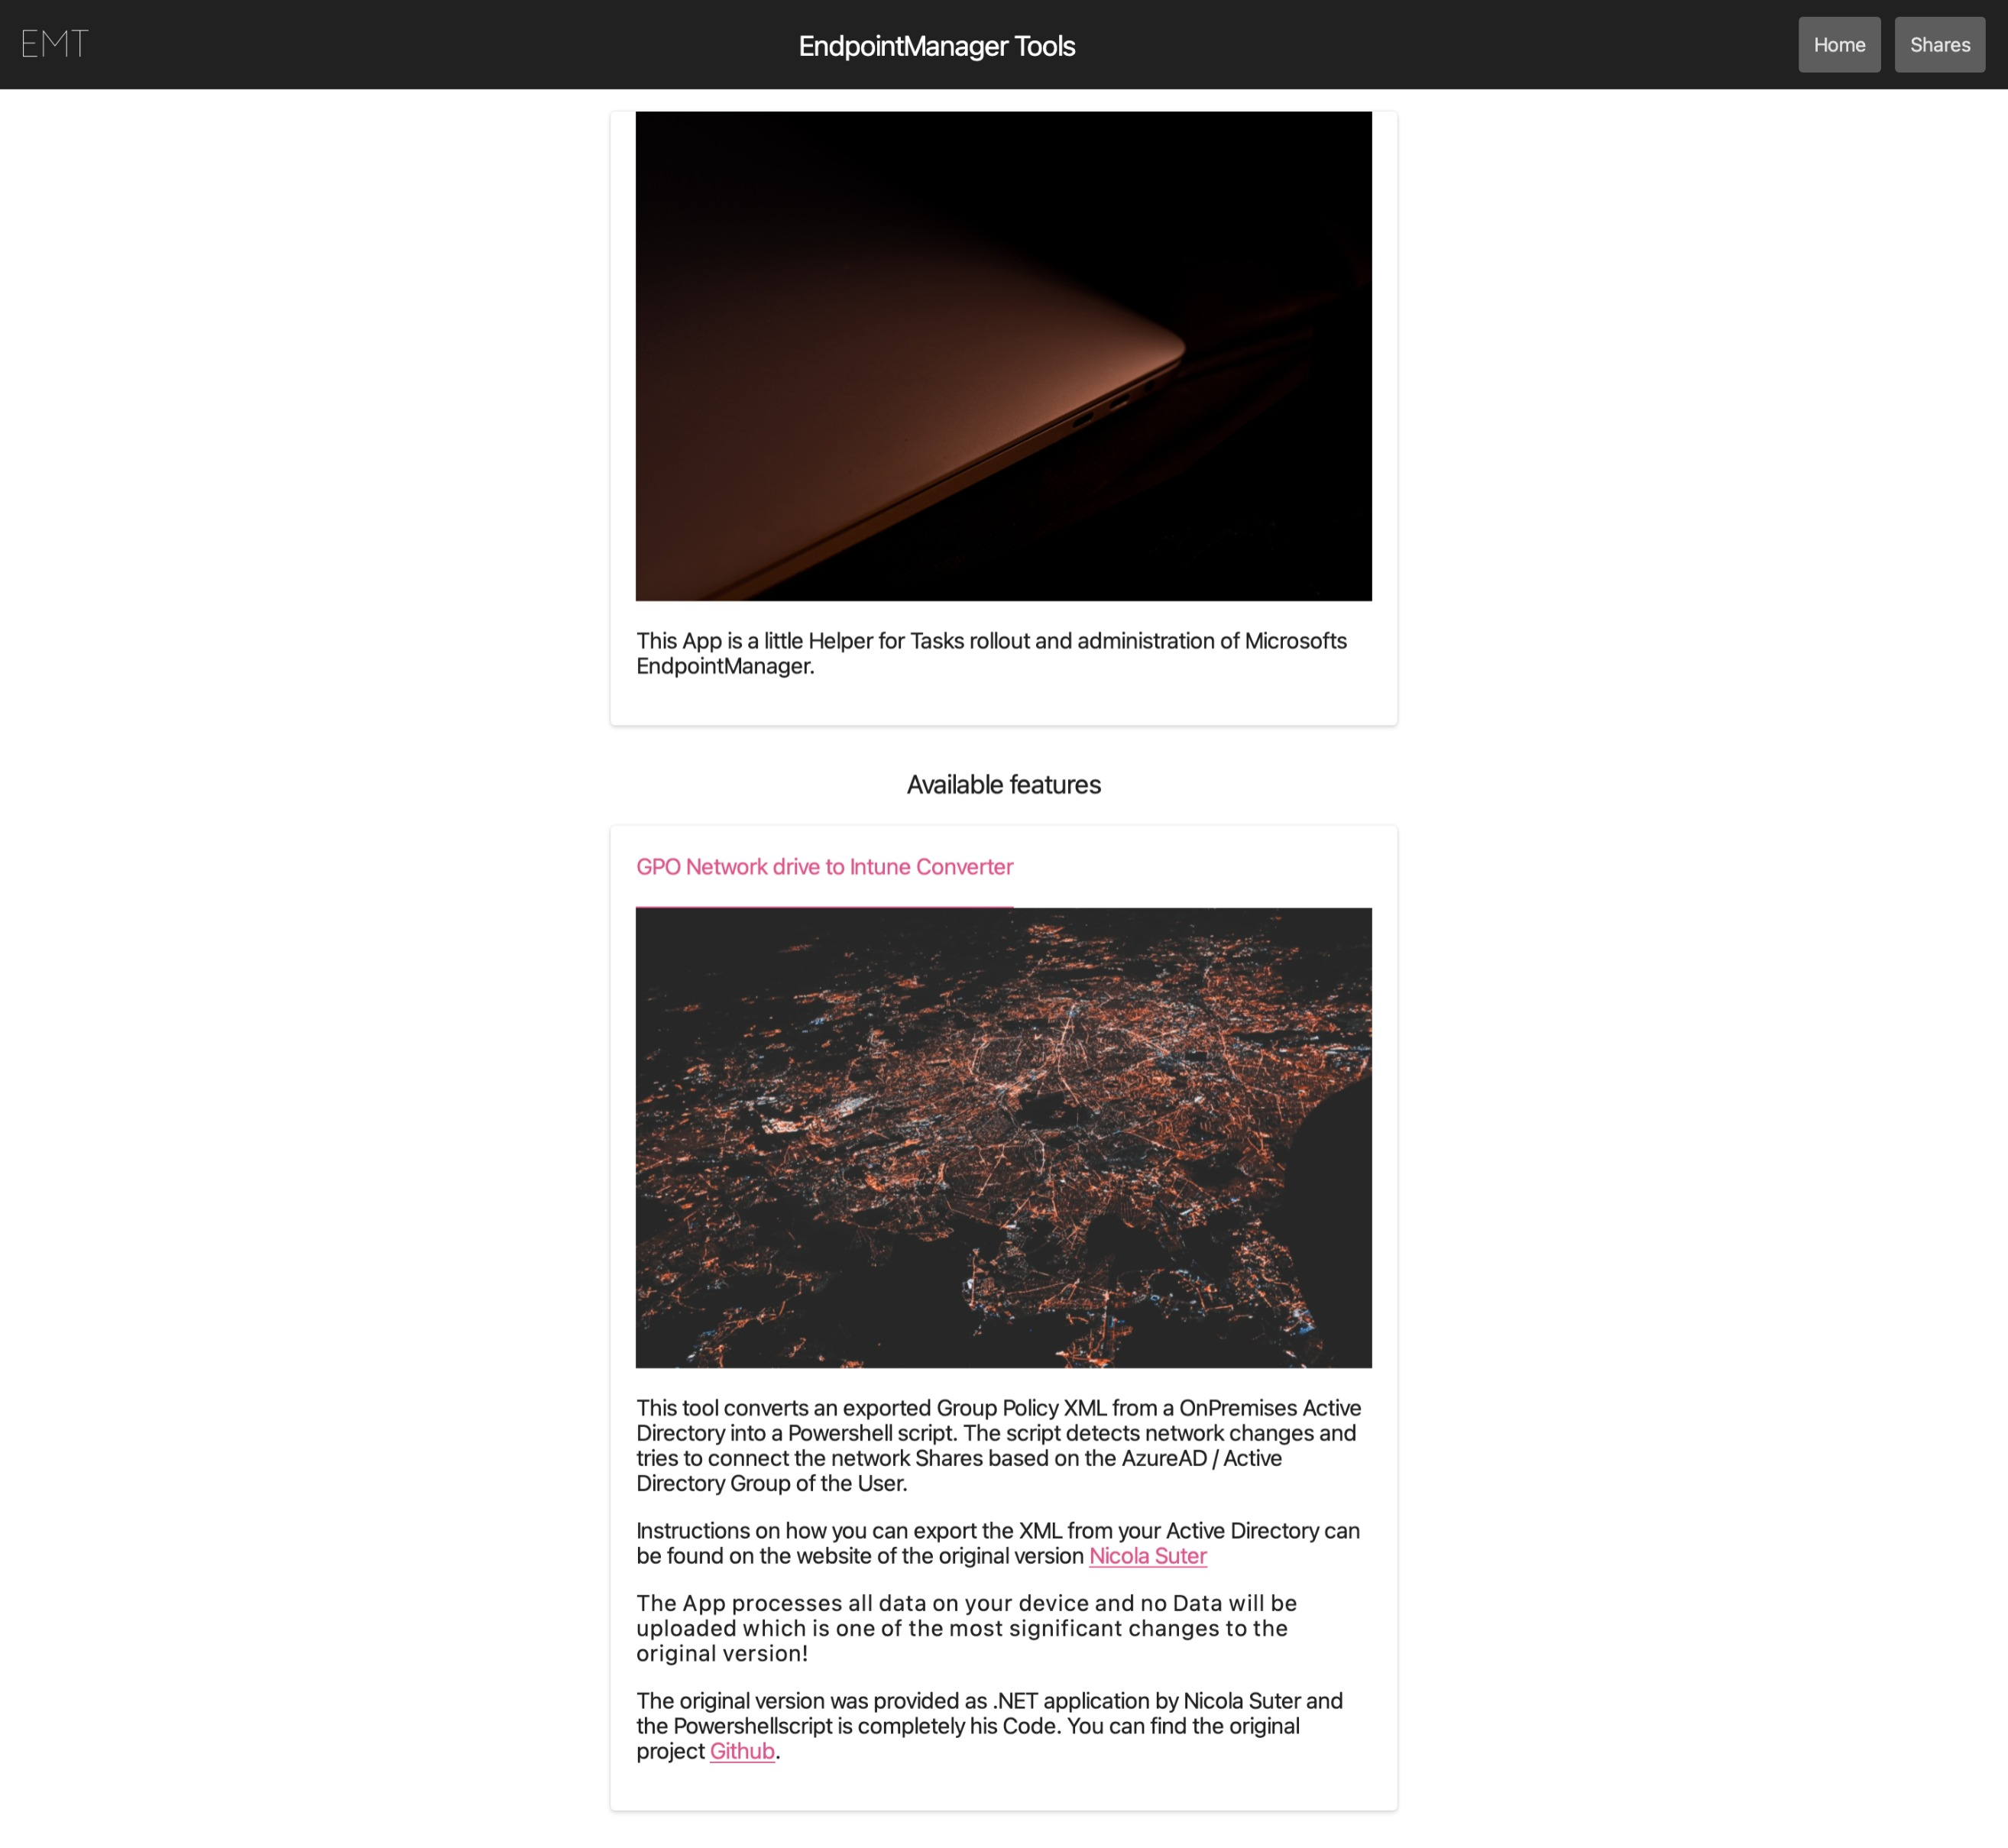 EMT
EndpointManager Tools
Home
Shares
This App is a little Helper for Tasks rollout and administration of Microsofts
EndpointManager.
Available features
GPO Network drive to Intune Converter
This tool converts an exported Group Policy XML from a OnPremises Active
Directory into a Powershell script. The script detects network changes and
tries to connect the network Shares based on the AzureAD / Active
Directory Group of the User.
Instructions on how you can export the XML from your Active Directory can
be found on the website of the original version Nicola Suter
The App processes all data on your device and no Data will be
uploaded which is one of the most significant changes to the
original version!
The original version was provided as .NET application by Nicola Suter and
the Powershellscript is completely his Code. You can find the original
project Github.